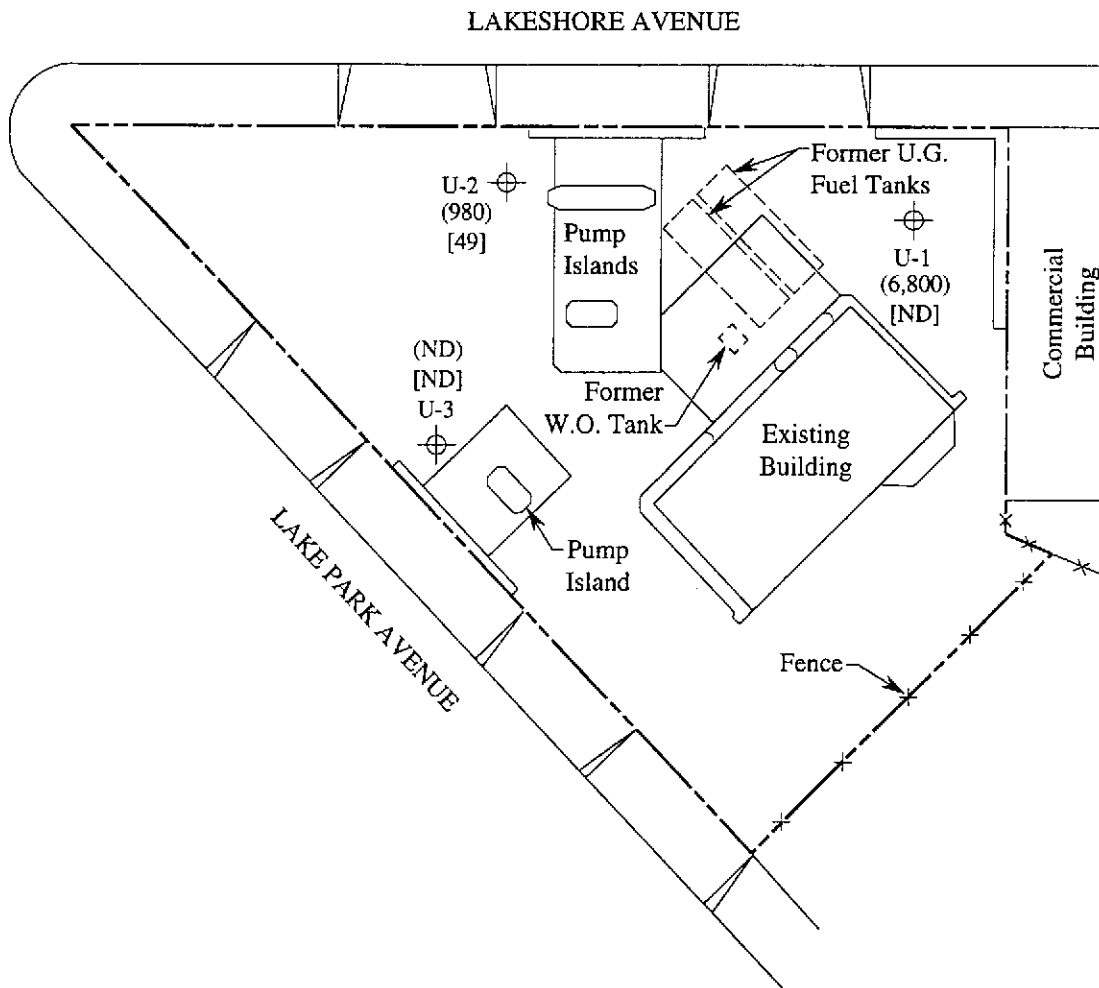 LAKESHORE AVENUE
Former U.G.
Fuel Tanks
U-2
(980)
[49]
Pump
Islands
U-1
(6,800)
[ND]
Commercial
Building
(ND)
[ND]
U-3
Former
W.O. Tank
Existing
Building
Pump
Island
LAKE PARK AVENUE
Fence